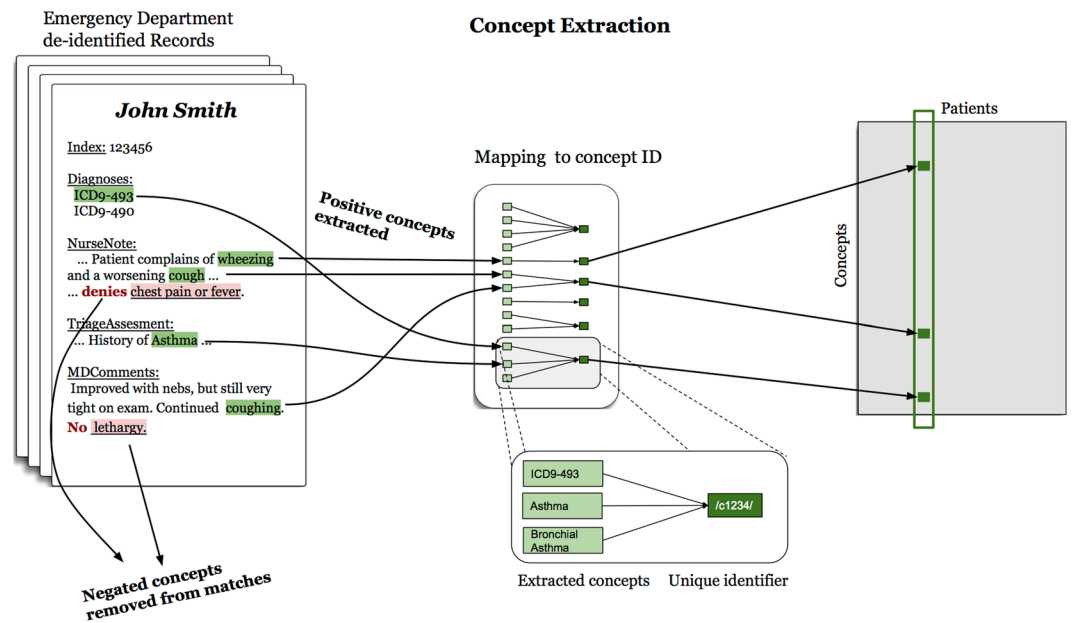 Emergency Department
de-identified Records
Concept Extraction
John Smith
Index: 123456
Diagnoses:
ICD9-493
ICD9-490
NurseNote:
... Patient complains of wheezing
and a worsening cough ...
... denies chest pain or fever.
TriageAssesment:
... History of Asthma ...
MDComments:
Improved with nebs, but still very
tight on exam. Continued coughing.
No lethargy.
Positive concepts
extracted
Negated concepts
removed from matches
Mapping to concept ID
ICD9-493
Asthma
Bronchial
Asthma
/c1234/
Extracted concepts
Unique identifier
Patients
Concepts